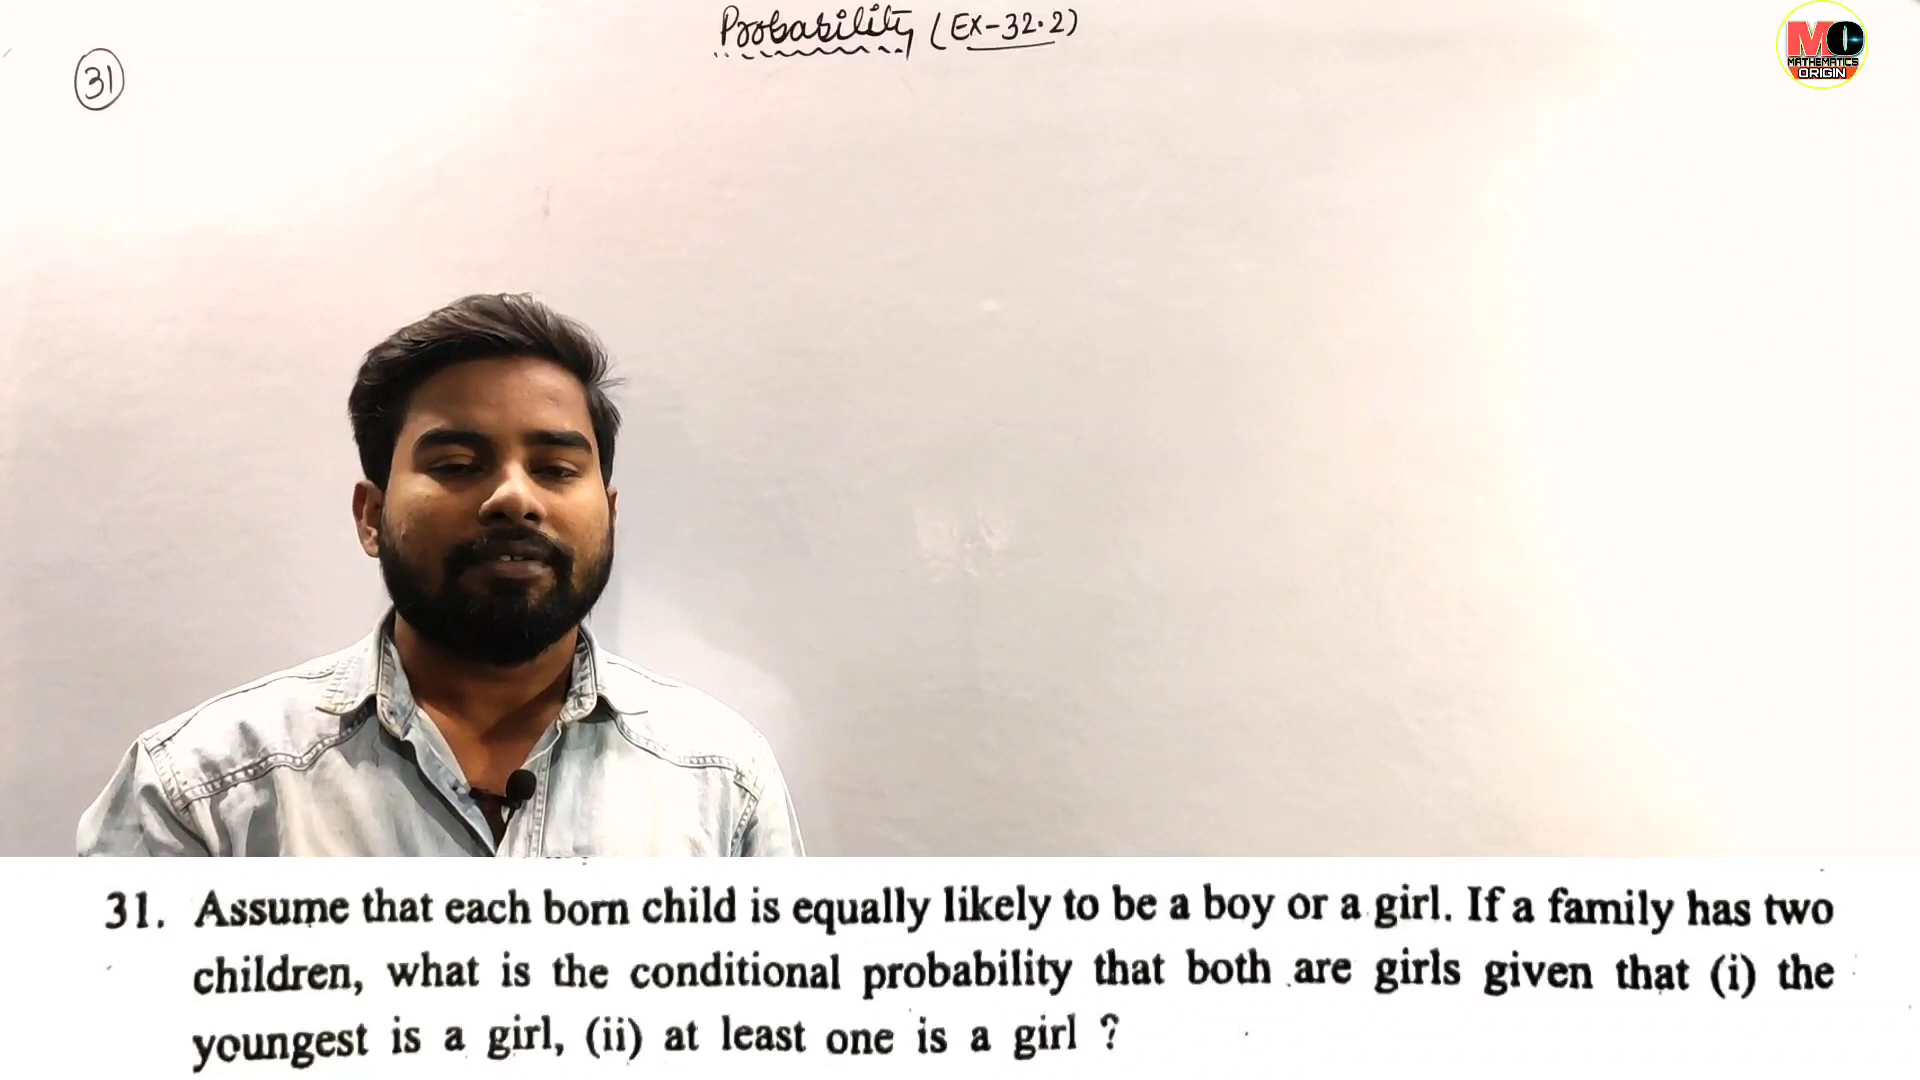 Probability (EX-32.2)
MO
MATHEMATICS
ORIGIN
31
31. Assume that each born child is equally likely to be a boy or a girl. If a family has two
children, what is the conditional probability that both are girls given that (i) the
youngest is a girl, (ii) at least one is a girl ?